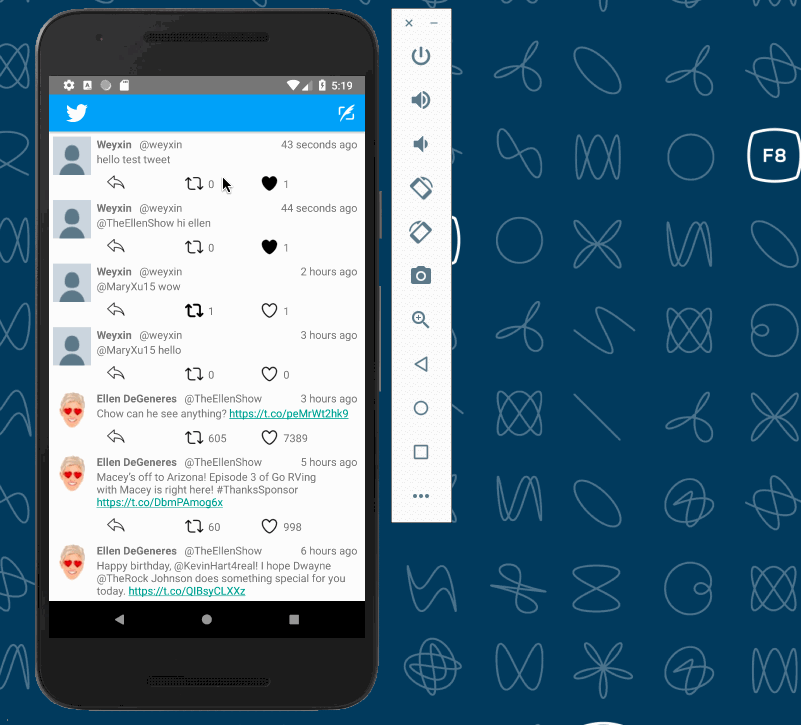 5:19
Weyxin @weyxin 43 seconds ago
hello test tweet
0 1
Weyxin @weyxin 44 seconds ago
@TheEllenShow hi ellen
0 1
Weyxin @weyxin 2 hours ago
@MaryXu15 wow
1 1
Weyxin @weyxin 3 hours ago
@MaryXu15 hello
0 0
Ellen DeGeneres @TheEllenShow 3 hours ago
Chow can he see anything? https://t.co/peMrWt2hk9
605 7389
Ellen DeGeneres @TheEllenShow 5 hours ago
Macey's off to Arizona! Episode 3 of Go RVing
with Macey is right here! #ThanksSponsor
https://t.co/DbmPAmog6x
60 998
Ellen DeGeneres @TheEllenShow 6 hours ago
Happy birthday, @KevinHart4real! I hope Dwayne
@TheRock Johnson does something special for you
today. https://t.co/QIBsyCLXXz
F8